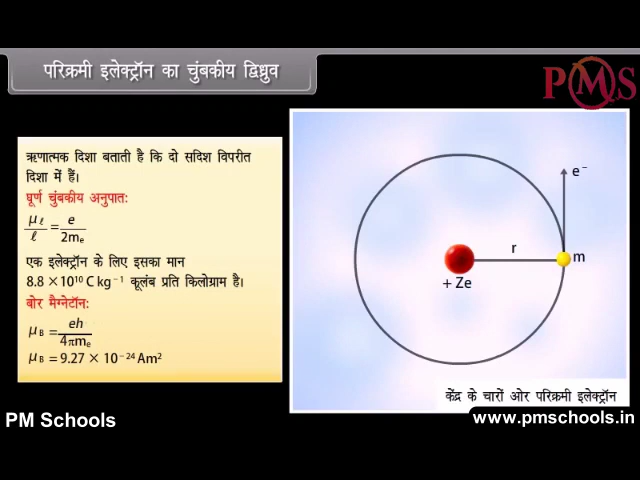 परिक्रमी इलेक्ट्रॉन का चुंबकीय द्विध्रुव
PMS
ऋणात्मक दिशा बताती है कि दो सदिश विपरीत
दिशा में हैं।
घूर्ण चुंबकीय अनुपातः
μℓ/ℓ = e/2mₑ
एक इलेक्ट्रॉन के लिए इसका मान
8.8 × 10¹⁰ C kg⁻¹ कूलंब प्रति किलोग्राम है।
बोर मैग्नेटॉनः
μB = eh/4πmₑ
μB = 9.27 × 10⁻²⁴ Am²
e⁻
r
m
+ Ze
केंद्र के चारों ओर परिक्रमी इलेक्ट्रॉन
PM Schools
www.pmschools.in